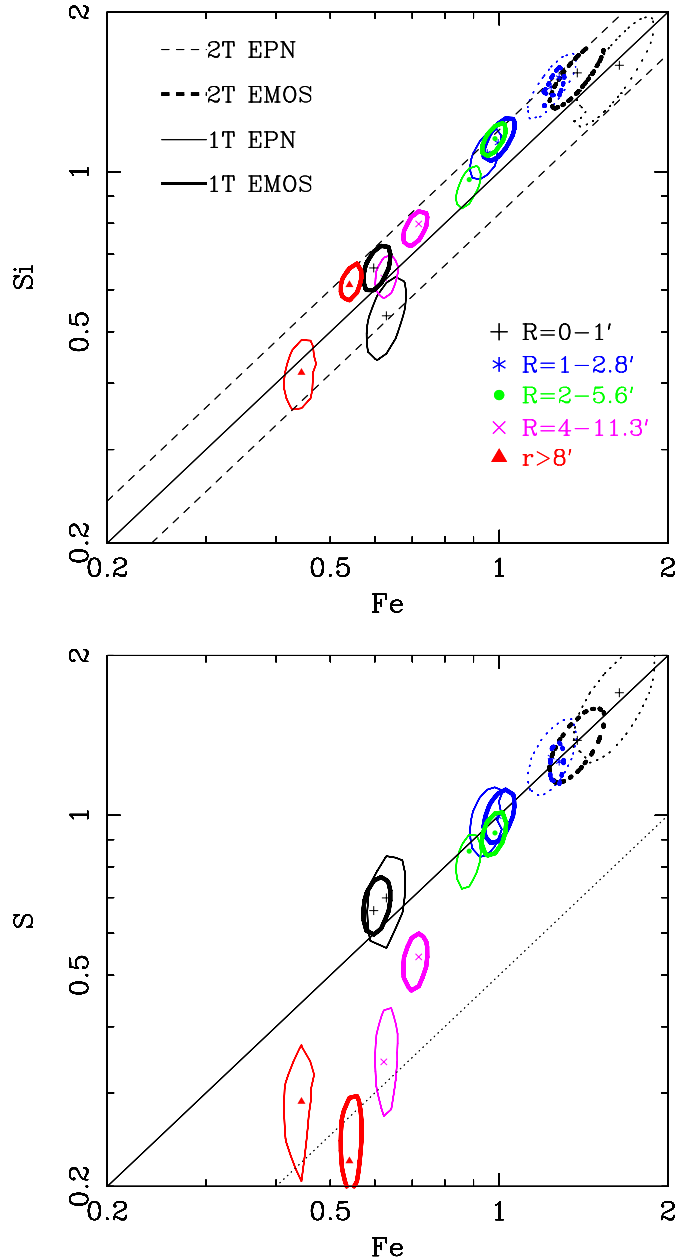 2
2T EPN
2T EMOS
1T EPN
1T EMOS
1
Si
0.5
+ R=0−1′
* R=1−2.8′
● R=2−5.6′
× R=4−11.3′
▲ r>8′
0.2
0.2 0.5 1 2
Fe
2
1
S
0.5
0.2
0.2 0.5 1 2
Fe